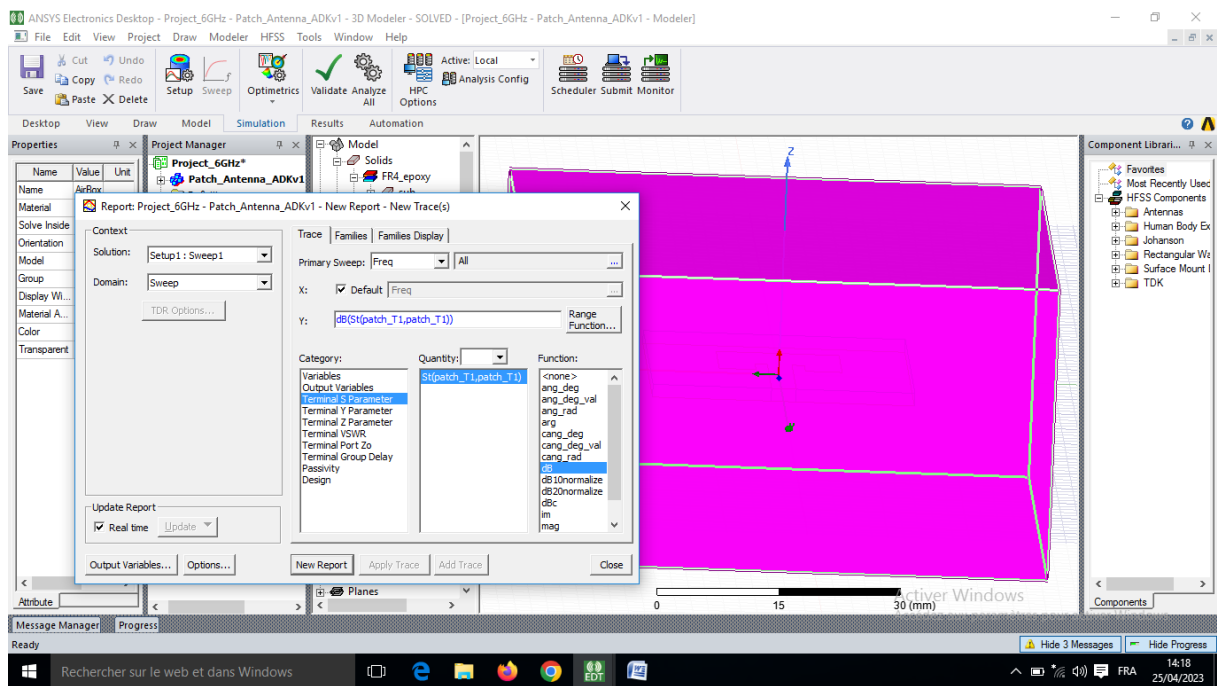 ANSYS Electronics Desktop - Project_6GHz - Patch_Antenna_ADKv1 - 3D Modeler - SOLVED - [Project_6GHz - Patch_Antenna_ADKv1 - Modeler]
File Edit View Project Draw Modeler HFSS Tools Window Help
Save
Cut
Copy
Paste
Undo
Redo
Delete
Setup
Sweep
Optimetrics
Validate
Analyze All
HPC Options
Active: Local
Analysis Config
Scheduler Submit Monitor
Desktop View Draw Model Simulation Results Automation
Properties
Name Value Unit
Name AirBox
Material
Solve Inside
Orientation
Model
Group
Display Wi...
Material A...
Color
Transparent
Attribute
Project Manager
Project_6GHz*
Patch_Antenna_ADKv1
Model
Solids
FR4_epoxy
sub
Planes
Report: Project_6GHz - Patch_Antenna_ADKv1 - New Report - New Trace(s)
Context
Solution: Setup1 : Sweep1
Domain: Sweep
TDR Options...
Update Report
Real time Update
Output Variables... Options...
Trace Families Families Display
Primary Sweep: Freq All ...
X: Default Freq ...
Y: dB(St(patch_T1,patch_T1))
Range Function...
Category:
Variables
Output Variables
Terminal S Parameter
Terminal Y Parameter
Terminal Z Parameter
Terminal VSWR
Terminal Port Zo
Terminal Group Delay
Passivity
Design
Quantity:
St(patch_T1,patch_T1)
Function:
<none>
ang_deg
ang_deg_val
ang_rad
arg
cang_deg
cang_deg_val
cang_rad
dB
dB10normalize
dB20normalize
dBc
im
mag
New Report Apply Trace Add Trace Close
Z
0 15 30 (mm)
Activer Windows
Accédez aux paramètres pour activer Windows.
Component Librari...
Favorites
Most Recently Used
HFSS Components
Antennas
Human Body Ex
Johanson
Rectangular Wa
Surface Mount
TDK
Components
Message Manager Progress
Ready
Hide 3 Messages Hide Progress
Rechercher sur le web et dans Windows
EDT
FRA
14:18
25/04/2023